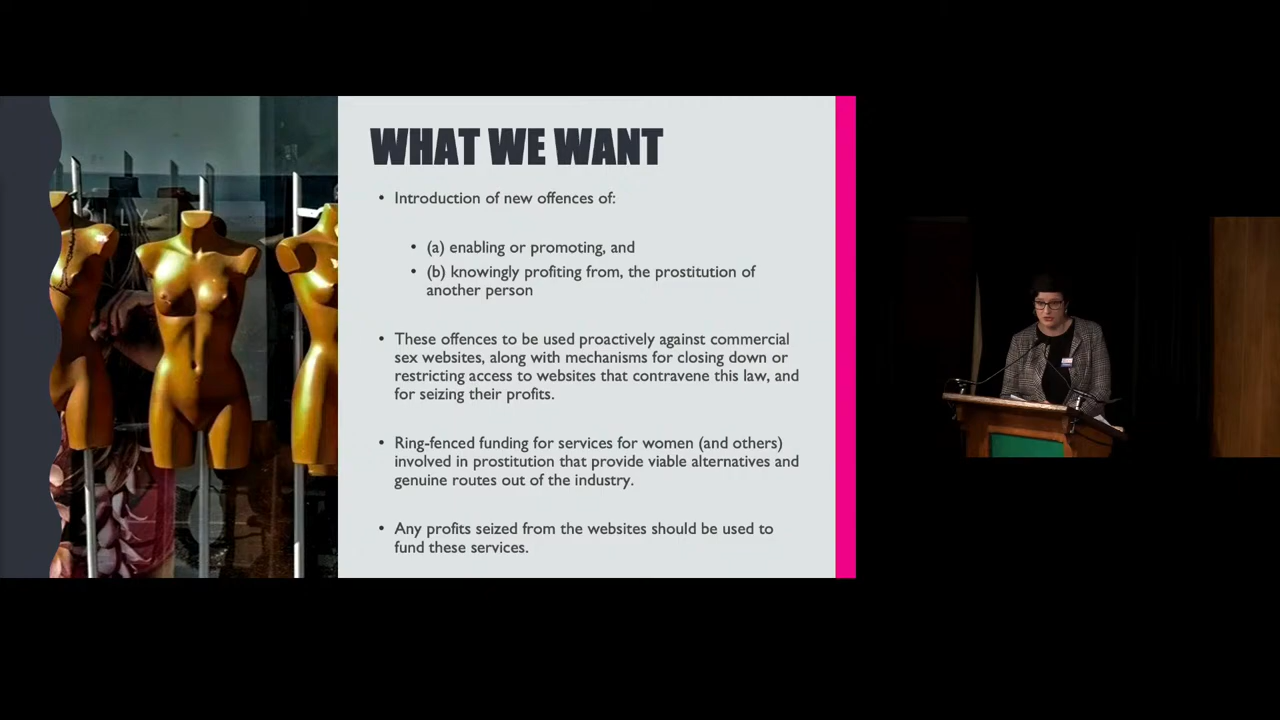 WHAT WE WANT
• Introduction of new offences of:
• (a) enabling or promoting, and
• (b) knowingly profiting from, the prostitution of
another person
• These offences to be used proactively against commercial
sex websites, along with mechanisms for closing down or
restricting access to websites that contravene this law, and
for seizing their profits.
• Ring-fenced funding for services for women (and others)
involved in prostitution that provide viable alternatives and
genuine routes out of the industry.
• Any profits seized from the websites should be used to
fund these services.